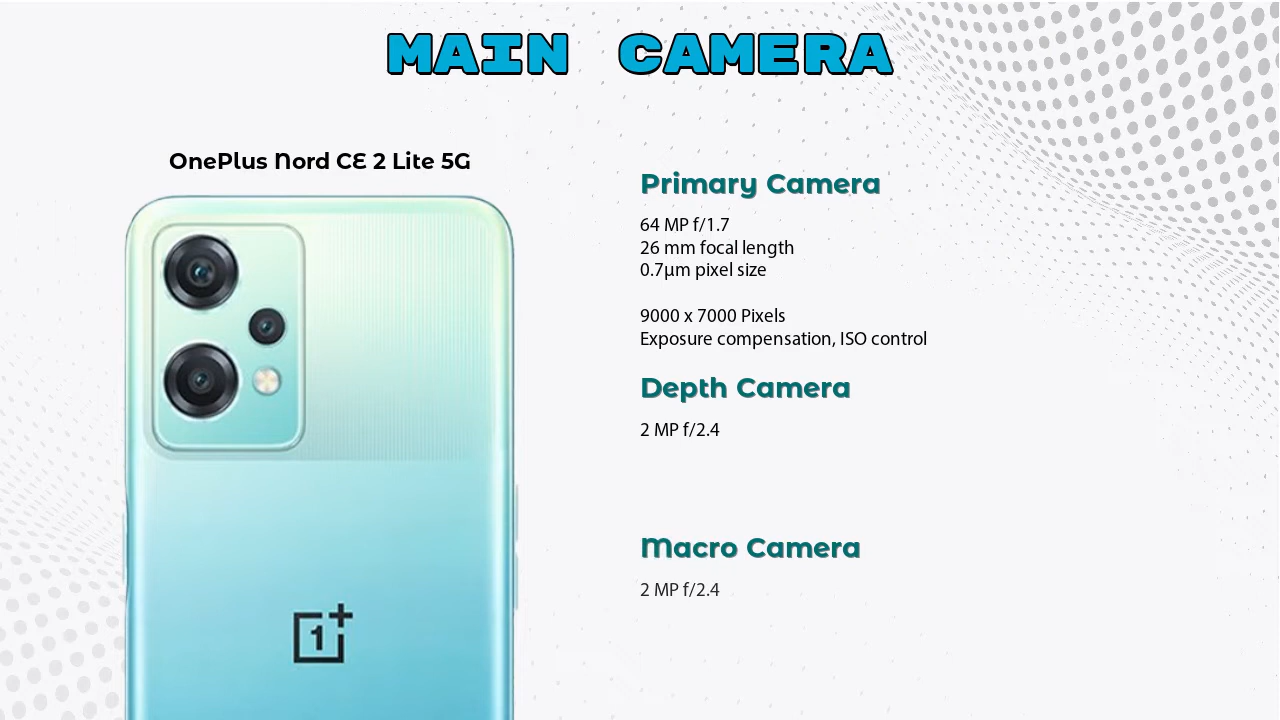 MAIN CAMERA
OnePlus Nord CE 2 Lite 5G
Primary Camera
64 MP f/1.7
26 mm focal length
0.7µm pixel size
9000 x 7000 Pixels
Exposure compensation, ISO control
Depth Camera
2 MP f/2.4
Macro Camera
2 MP f/2.4
1+